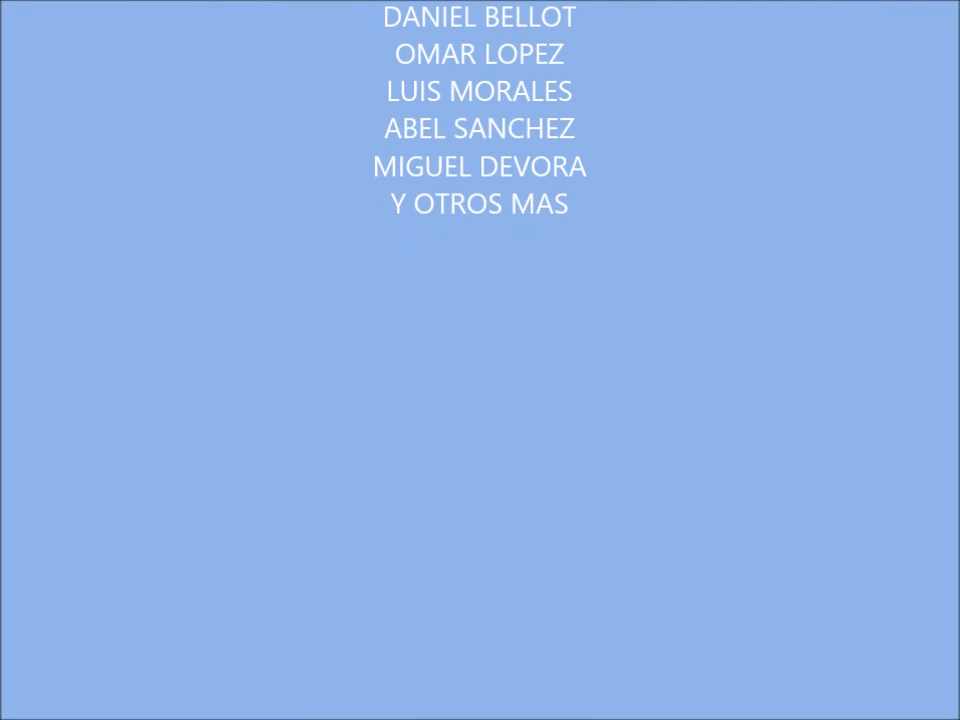 DANIEL BELLOT
OMAR LOPEZ
LUIS MORALES
ABEL SANCHEZ
MIGUEL DEVORA
Y OTROS MAS